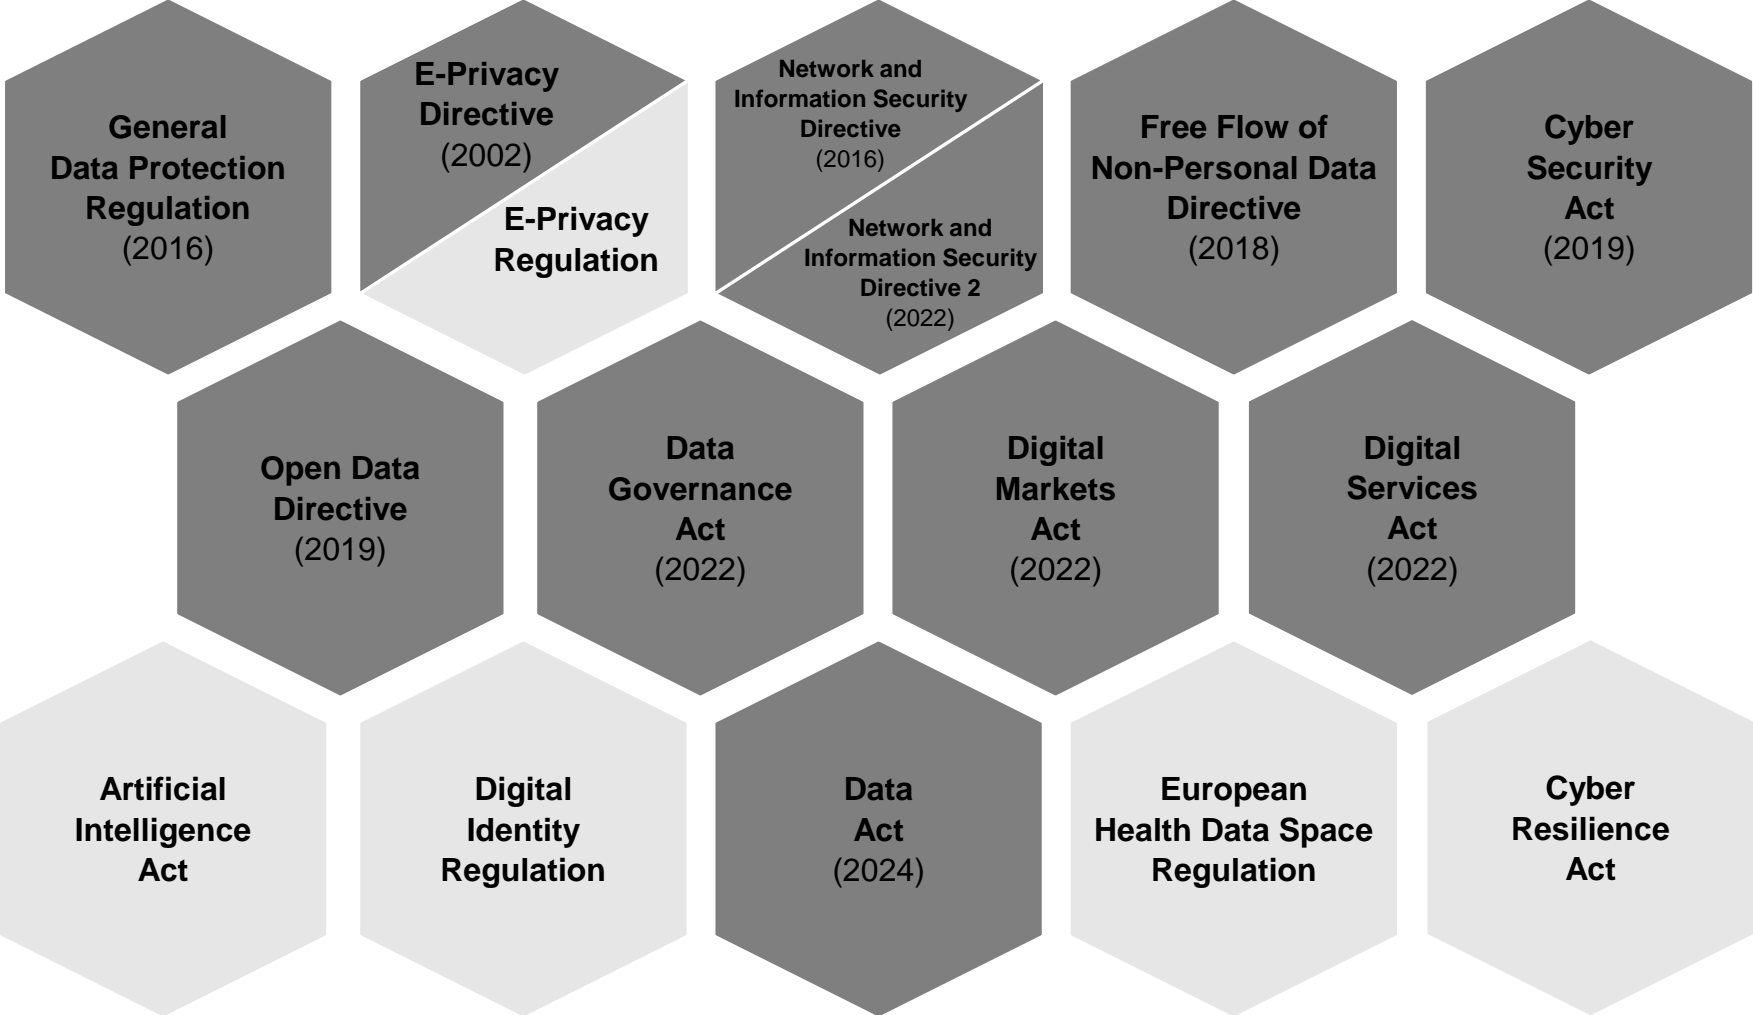 General
Data Protection
Regulation
(2016)
E-Privacy
Directive
(2002)
E-Privacy
Regulation
Network and
Information Security
Directive
(2016)
Network and
Information Security
Directive 2
(2022)
Free Flow of
Non-Personal Data
Directive
(2018)
Cyber
Security
Act
(2019)
Open Data
Directive
(2019)
Data
Governance
Act
(2022)
Digital
Markets
Act
(2022)
Digital
Services
Act
(2022)
Artificial
Intelligence
Act
Digital
Identity
Regulation
Data
Act
(2024)
European
Health Data Space
Regulation
Cyber
Resilience
Act